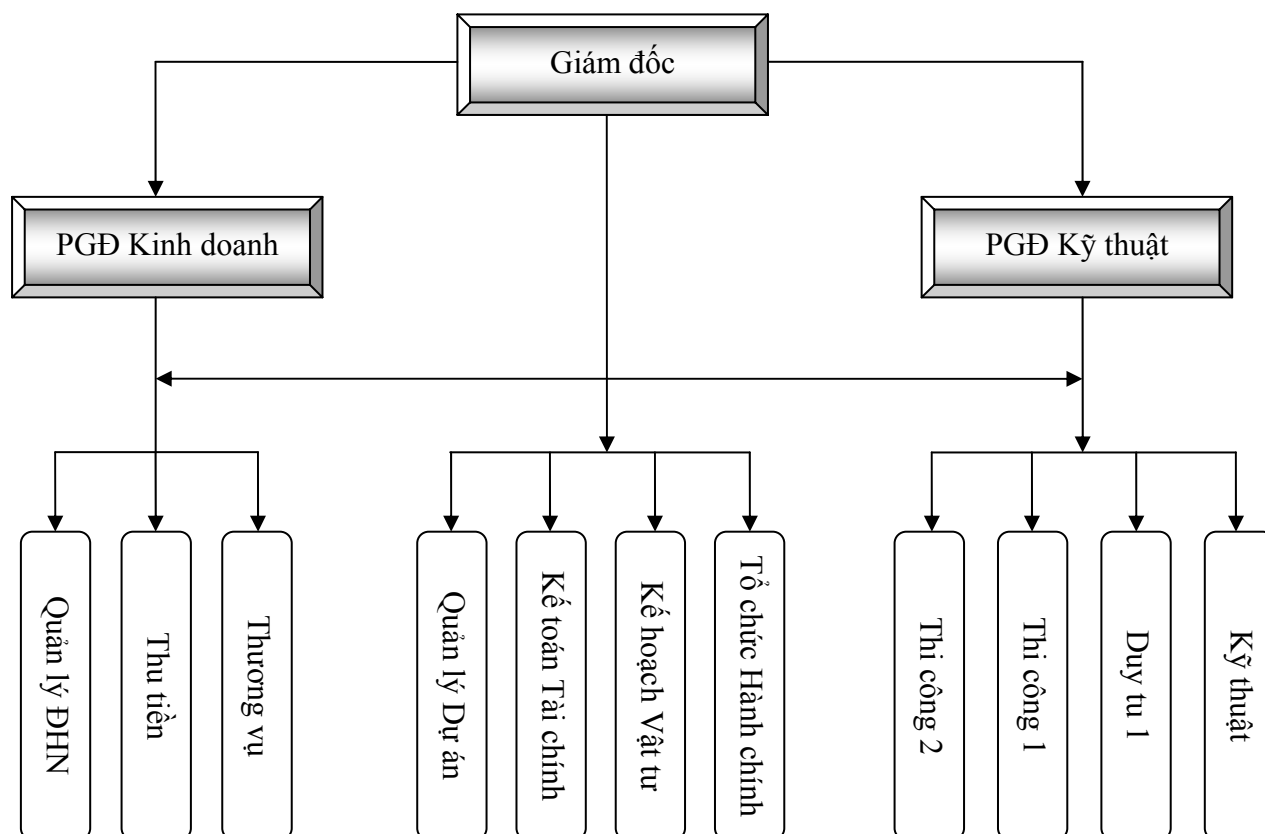 Giám đốc
PGĐ Kinh doanh
PGĐ Kỹ thuật
Quản lý ĐHN
Thu tiền
Thương vụ
Quản lý Dự án
Kế toán Tài chính
Kế hoạch Vật tư
Tổ chức Hành chính
Thi công 2
Thi công 1
Duy tu 1
Kỹ thuật